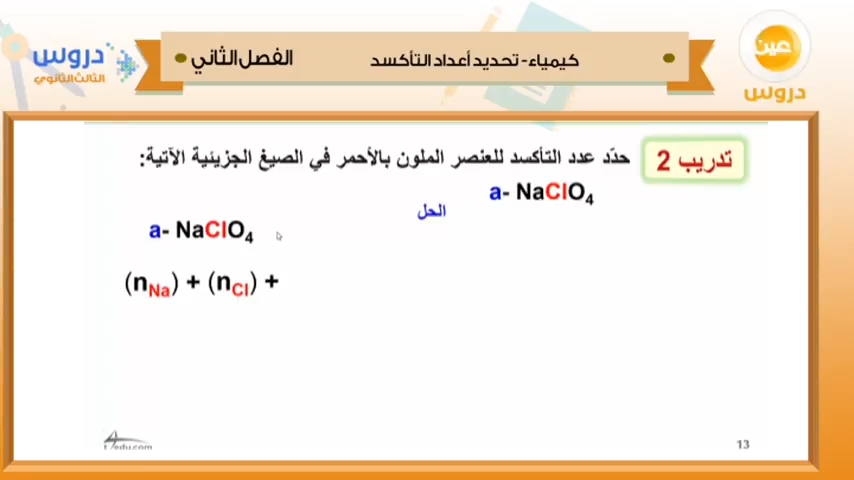 دروس
الثالث الثانوي
الفصل الثاني
كيمياء - تحديد أعداد التأكسد
عين
دروس
تدريب 2
حدّد عدد التأكسد للعنصر الملون بالأحمر في الصيغ الجزيئية الآتية:
a- NaClO4
الحل
a- NaClO4
(nNa) + (nCl) +
13